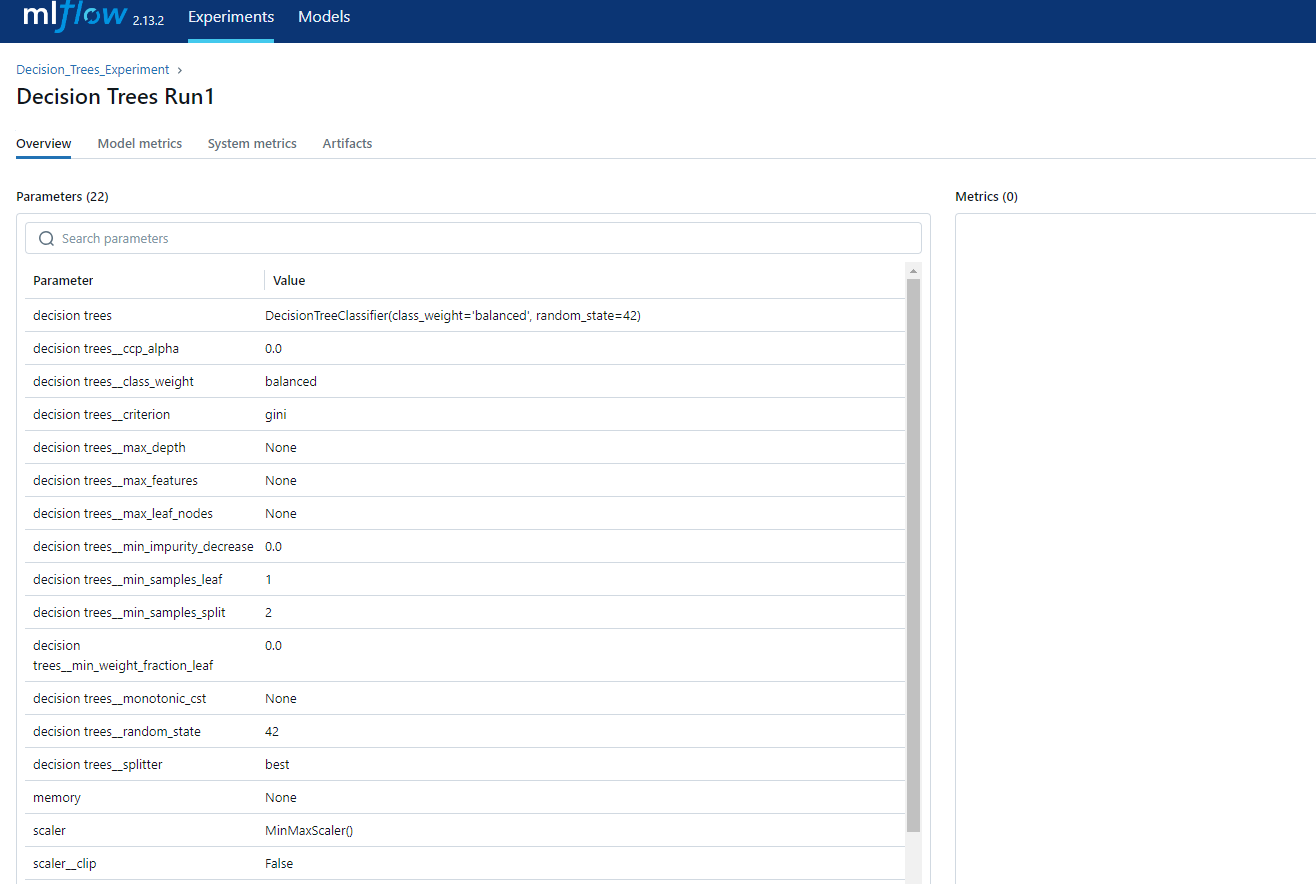 mlflow 2.13.2 Experiments Models
Decision_Trees_Experiment ›
Decision Trees Run1
Overview Model metrics System metrics Artifacts
Parameters (22) Metrics (0)
Search parameters
Parameter Value
decision trees DecisionTreeClassifier(class_weight='balanced', random_state=42)
decision trees__ccp_alpha 0.0
decision trees__class_weight balanced
decision trees__criterion gini
decision trees__max_depth None
decision trees__max_features None
decision trees__max_leaf_nodes None
decision trees__min_impurity_decrease 0.0
decision trees__min_samples_leaf 1
decision trees__min_samples_split 2
decision 0.0
trees__min_weight_fraction_leaf
decision trees__monotonic_cst None
decision trees__random_state 42
decision trees__splitter best
memory None
scaler MinMaxScaler()
scaler__clip False